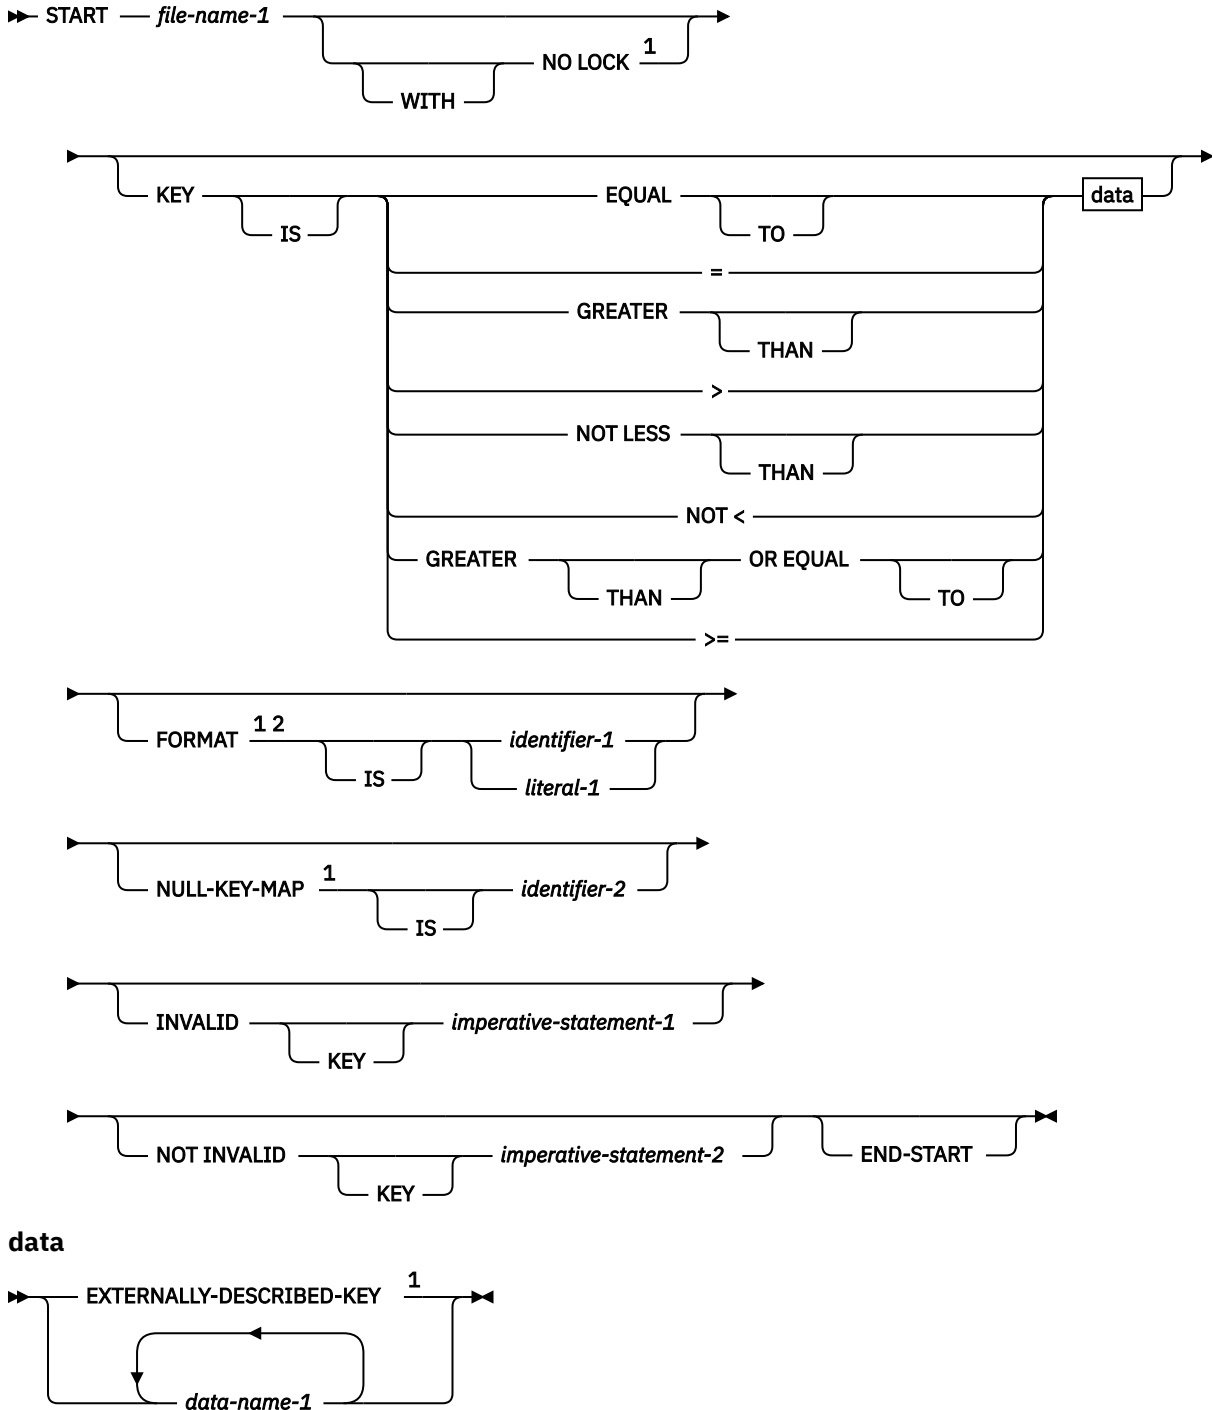 START file-name-1
NO LOCK 1
WITH
KEY EQUAL data
IS TO
=
GREATER
THAN
>
NOT LESS
THAN
NOT <
GREATER OR EQUAL
THAN TO
>=
FORMAT 1 2 identifier-1
IS literal-1
NULL-KEY-MAP 1 identifier-2
IS
INVALID imperative-statement-1
KEY
NOT INVALID imperative-statement-2 END-START
KEY
data
EXTERNALLY-DESCRIBED-KEY 1
data-name-1